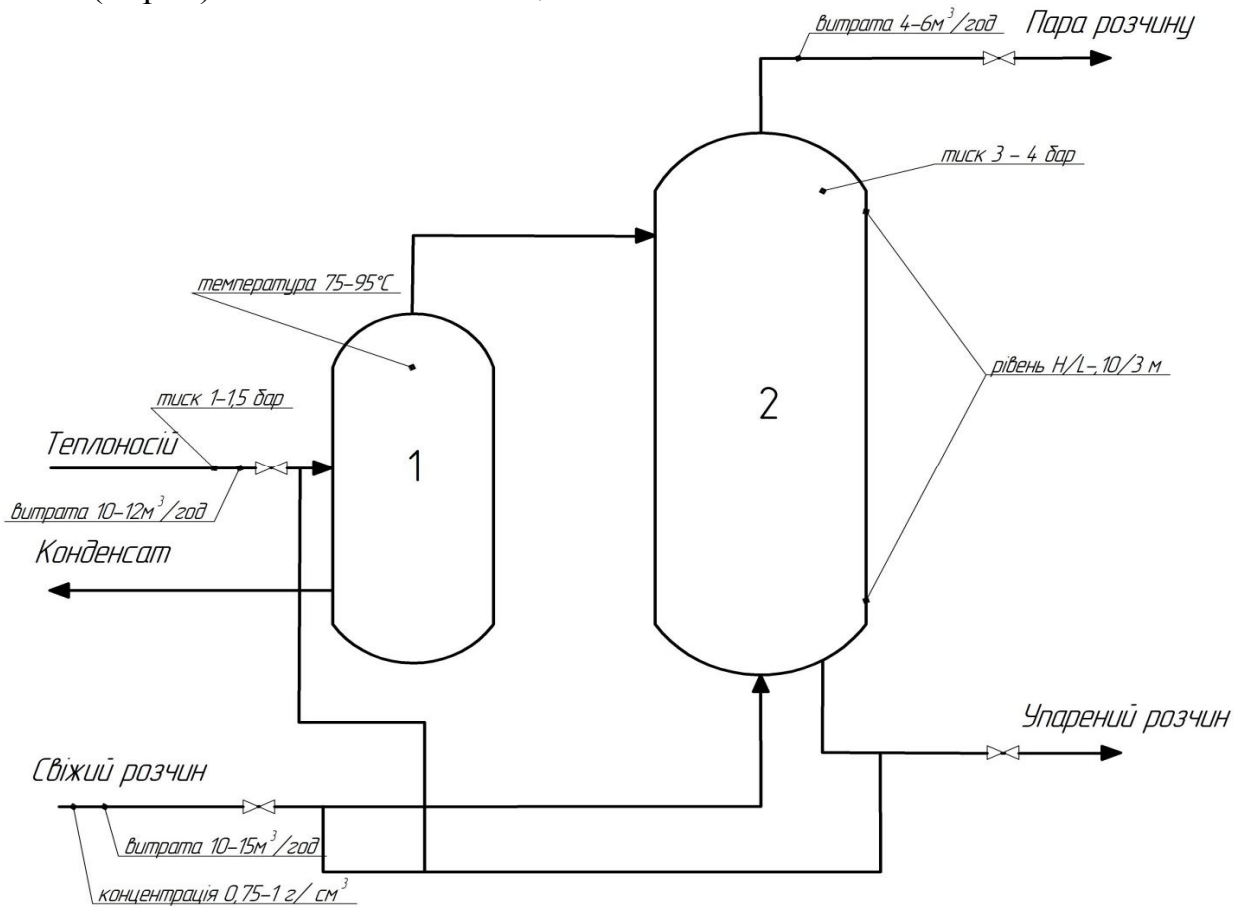 витрата 4-6м³/год
Пара розчину
тиск 3 - 4 бар
температура 75-95°C
рівень H/L-,10/3 м
тиск 1-1,5 бар
2
Теплоносій
1
витрата 10-12м³/год
Конденсат
Упарений розчин
Свіжий розчин
витрата 10-15м³/год
концентрація 0,75-1 г/ см³